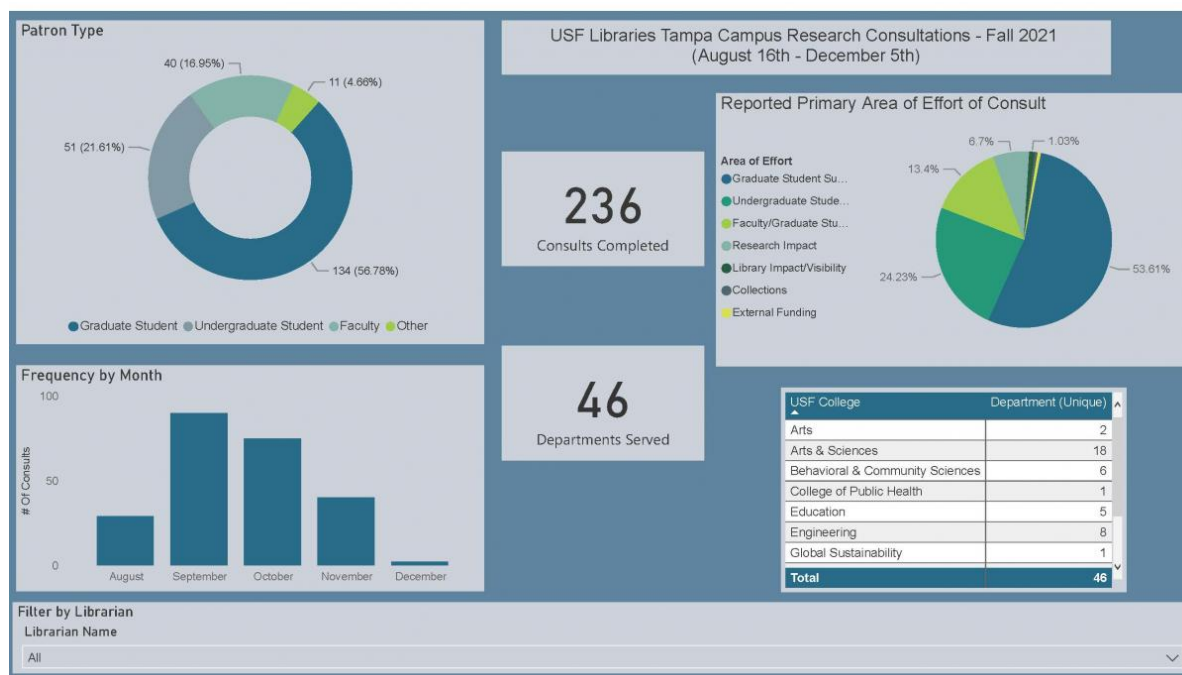 Patron Type
40 (16.95%)
11 (4.66%)
51 (21.61%)
134 (56.78%)
Graduate Student Undergraduate Student Faculty Other
USF Libraries Tampa Campus Research Consultations - Fall 2021
(August 16th - December 5th)
236
Consults Completed
Reported Primary Area of Effort of Consult
6.7%
1.03%
13.4%
24.23%
53.61%
Area of Effort
Graduate Student Su...
Undergraduate Stude...
Faculty/Graduate Stu...
Research Impact
Library Impact/Visibility
Collections
External Funding
Frequency by Month
100
50
0
# Of Consults
August September October November December
46
Departments Served
USF College Department (Unique)
Arts 2
Arts & Sciences 18
Behavioral & Community Sciences 6
College of Public Health 1
Education 5
Engineering 8
Global Sustainability 1
Total 46
Filter by Librarian
Librarian Name
All